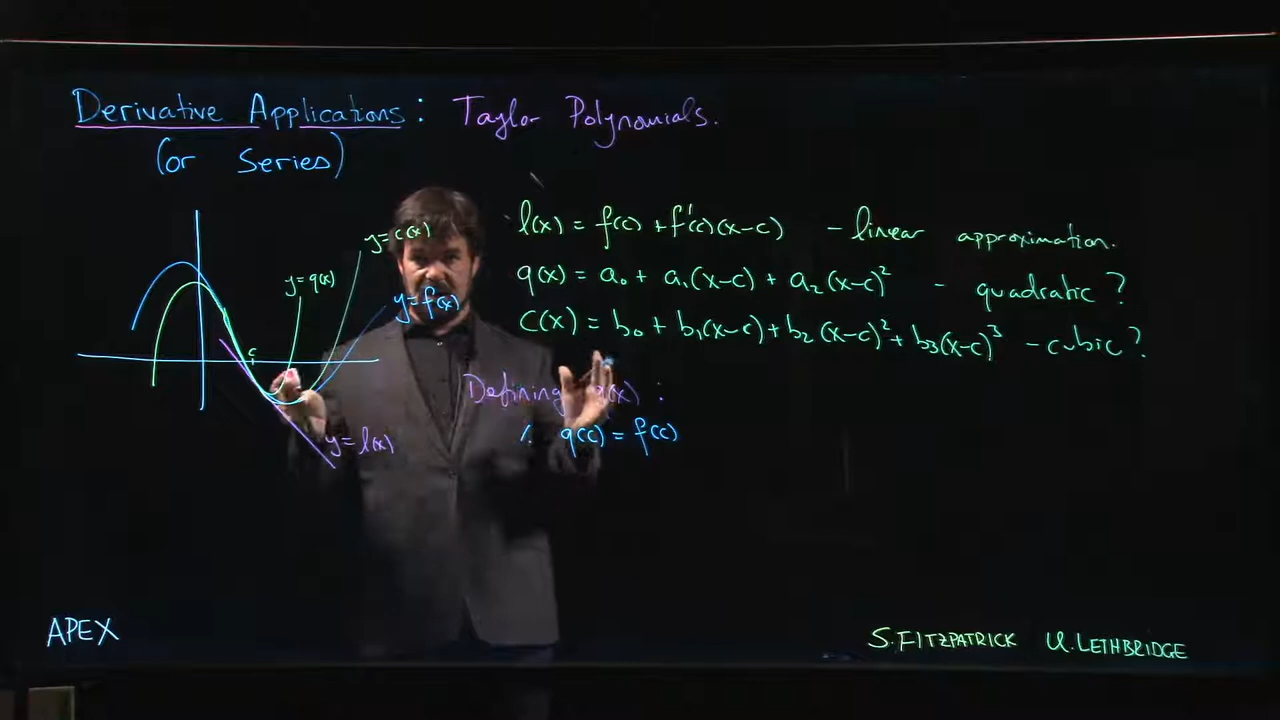 Derivative Applications: Taylor Polynomials.
(or Series)
l(x) = f(c) + f'(c)(x-c) - linear approximation.
q(x) = a₀ + a₁(x-c) + a₂(x-c)² - quadratic?
c(x) = b₀ + b₁(x-c) + b₂(x-c)² + b₃(x-c)³ - cubic?
y=c(x)
y=q(x)
y=f(x)
c
y=l(x)
Defining q(x):
1. q(c) = f(c)
APEX
S. FITZPATRICK U. LETHBRIDGE